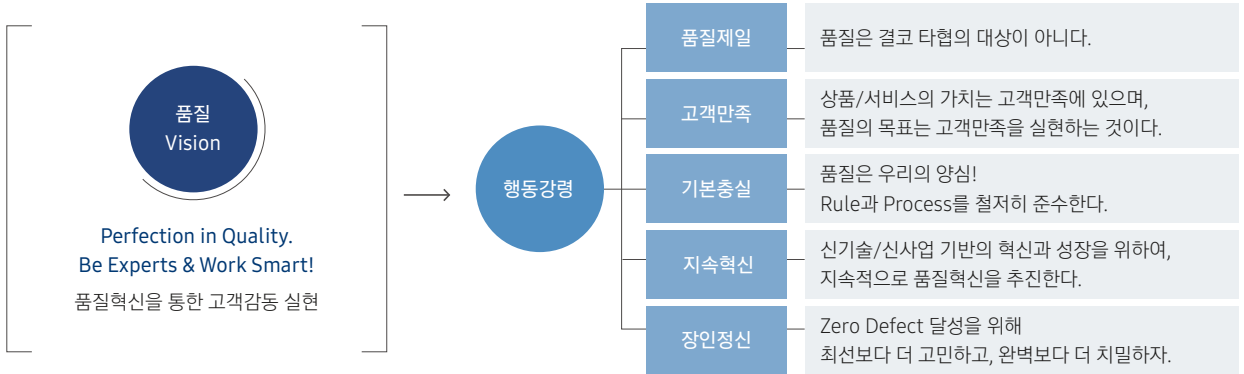 품질
Vision
Perfection in Quality.
Be Experts & Work Smart!
품질혁신을 통한 고객감동 실현
행동강령
품질제일
품질은 결코 타협의 대상이 아니다.
고객만족
상품/서비스의 가치는 고객만족에 있으며,
품질의 목표는 고객만족을 실현하는 것이다.
기본충실
품질은 우리의 양심!
Rule과 Process를 철저히 준수한다.
지속혁신
신기술/신사업 기반의 혁신과 성장을 위하여,
지속적으로 품질혁신을 추진한다.
장인정신
Zero Defect 달성을 위해
최선보다 더 고민하고, 완벽보다 더 치밀하자.